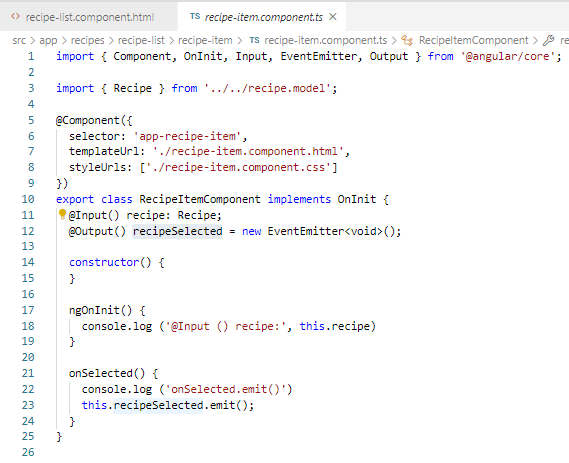 recipe-list.component.html TS recipe-item.component.ts
src > app > recipes > recipe-list > recipe-item > TS recipe-item.component.ts > RecipeItemComponent > re
1 import { Component, OnInit, Input, EventEmitter, Output } from '@angular/core';
2
3 import { Recipe } from '../../recipe.model';
4
5 @Component({
6   selector: 'app-recipe-item',
7   templateUrl: './recipe-item.component.html',
8   styleUrls: ['./recipe-item.component.css']
9 })
10 export class RecipeItemComponent implements OnInit {
11   @Input() recipe: Recipe;
12   @Output() recipeSelected = new EventEmitter<void>();
13
14   constructor() {
15   }
16
17   ngOnInit() {
18     console.log ('@Input () recipe:', this.recipe)
19   }
20
21   onSelected() {
22     console.log ('onSelected.emit()')
23     this.recipeSelected.emit();
24   }
25 }
26